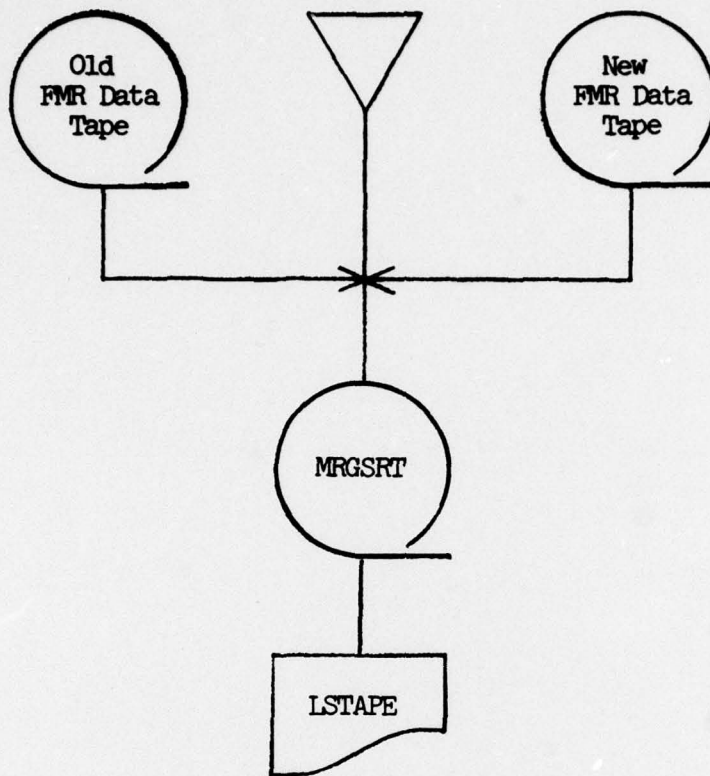 Old
FMR Data
Tape
New
FMR Data
Tape
MRGSRT
LSTAPE